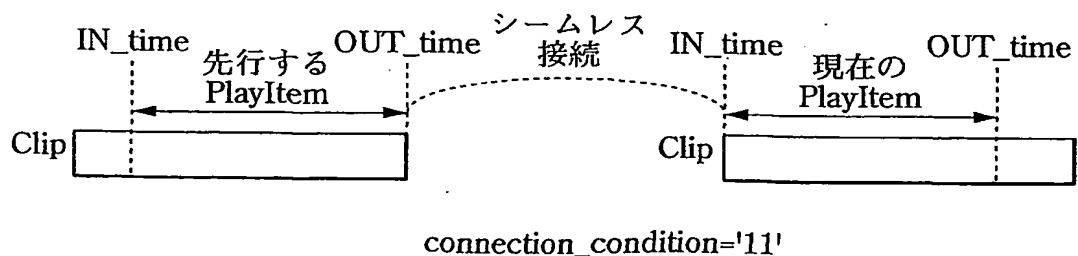 IN_time
先行する
PlayItem
OUT_time
シームレス
接続
IN_time
現在の
PlayItem
OUT_time
Clip
Clip
connection_condition='11'